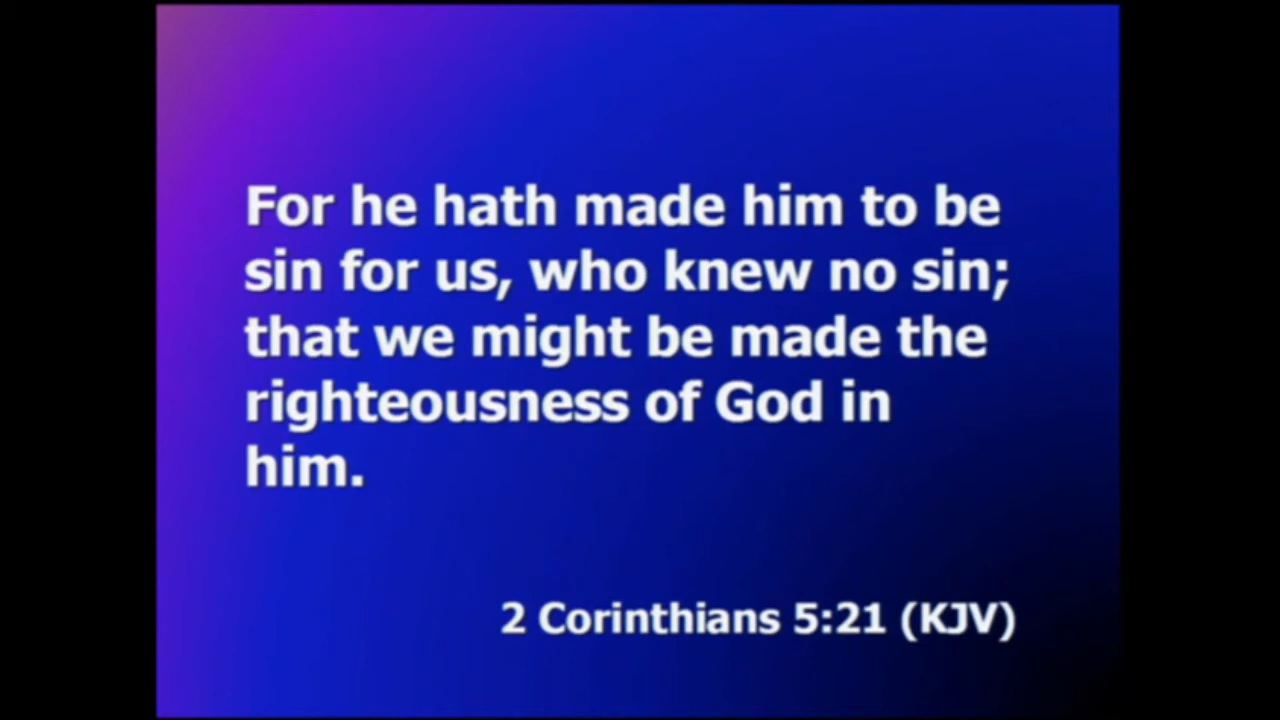 For he hath made him to be
sin for us, who knew no sin;
that we might be made the
righteousness of God in
him.
2 Corinthians 5:21 (KJV)